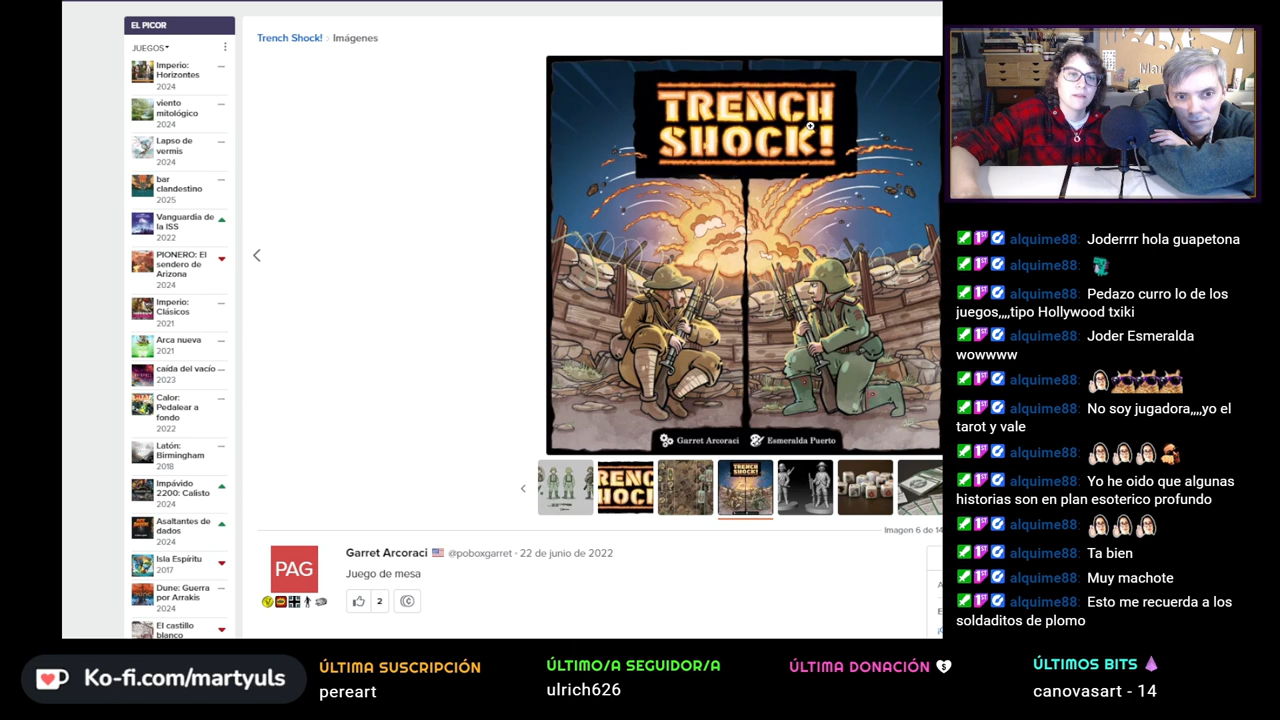 EL PICOR
JUEGOS
Imperio:
Horizontes
2024
viento
mitológico
2024
Lapso de
vermis
2024
bar
clandestino
2025
Vanguardia de
la ISS
2022
PIONERO: El
sendero de
Arizona
2024
Imperio:
Clásicos
2021
Arca nueva
2021
caída del vacío
2023
Calor:
Pedalear a
fondo
2022
Latón:
Birmingham
2018
Impávido
2200: Calisto
2024
Asaltantes de
dados
2024
Isla Espíritu
2017
Dune: Guerra
por Arrakis
2024
El castillo
blanco
Trench Shock! › Imágenes
TRENCH
SHOCK!
Garret Arcoraci
Esmeralda Puerto
TRENCH
SHOCK!
Imagen 6 de 14
PAG
Garret Arcoraci @poboxgarret · 22 de junio de 2022
Juego de mesa
2
alquime88: Joderrrr hola guapetona
alquime88:
alquime88: Pedazo curro lo de los
juegos,,,,tipo Hollywood txiki
alquime88: Joder Esmeralda
wowwww
alquime88:
alquime88: No soy jugadora,,,,yo el
tarot y vale
alquime88:
alquime88: Yo he oido que algunas
historias son en plan esoterico profundo
alquime88:
alquime88: Ta bien
alquime88: Muy machote
alquime88: Esto me recuerda a los
soldaditos de plomo
Ko-fi.com/martyuls
ÚLTIMA SUSCRIPCIÓN
pereart
ÚLTIMO/A SEGUIDOR/A
ulrich626
ÚLTIMA DONACIÓN
ÚLTIMOS BITS
canovasart - 14